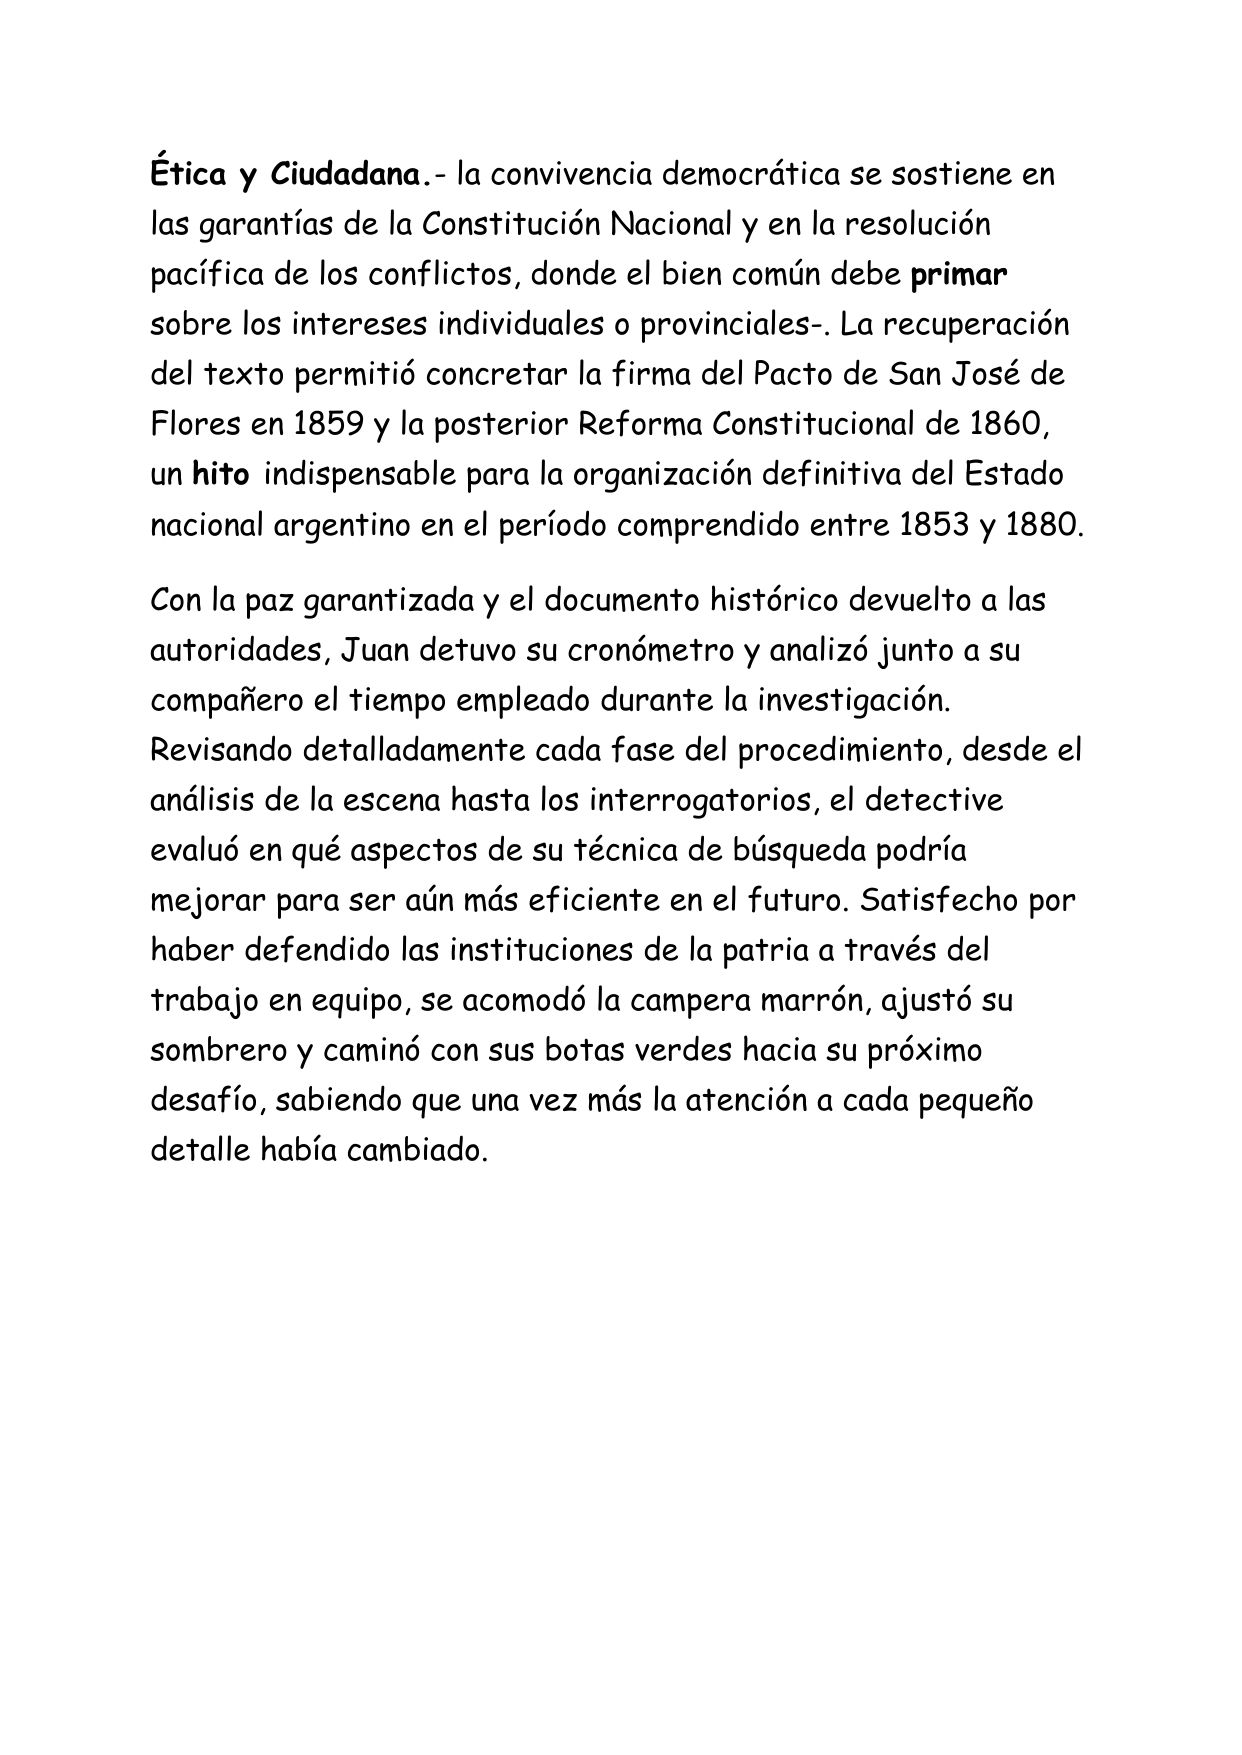 Ética y Ciudadana.- la convivencia democrática se sostiene en
las garantías de la Constitución Nacional y en la resolución
pacífica de los conflictos, donde el bien común debe primar
sobre los intereses individuales o provinciales-. La recuperación
del texto permitió concretar la firma del Pacto de San José de
Flores en 1859 y la posterior Reforma Constitucional de 1860,
un hito indispensable para la organización definitiva del Estado
nacional argentino en el período comprendido entre 1853 y 1880.
Con la paz garantizada y el documento histórico devuelto a las
autoridades, Juan detuvo su cronómetro y analizó junto a su
compañero el tiempo empleado durante la investigación.
Revisando detalladamente cada fase del procedimiento, desde el
análisis de la escena hasta los interrogatorios, el detective
evaluó en qué aspectos de su técnica de búsqueda podría
mejorar para ser aún más eficiente en el futuro. Satisfecho por
haber defendido las instituciones de la patria a través del
trabajo en equipo, se acomodó la campera marrón, ajustó su
sombrero y caminó con sus botas verdes hacia su próximo
desafío, sabiendo que una vez más la atención a cada pequeño
detalle había cambiado.